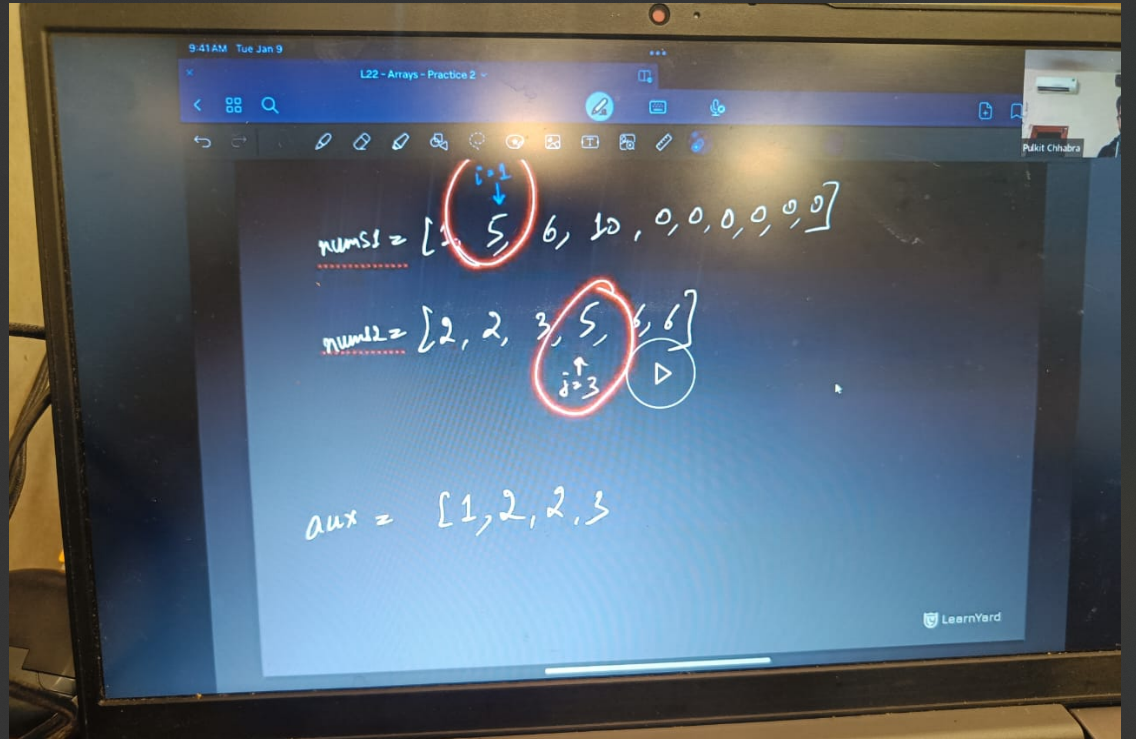 9:41 AM Tue Jan 9
L22 - Arrays - Practice 2
Pulkit Chhabra
i=1
nums1 = [1, 5, 6, 10, 0, 0, 0, 0, 0, 0]
nums2 = [2, 2, 3, 5, 6, 6]
j=3
aux = [1, 2, 2, 3
LearnYard